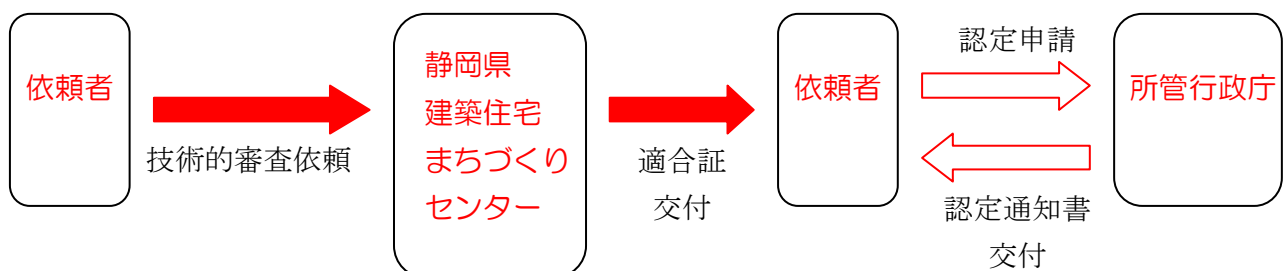 依頼者
技術的審査依頼
静岡県
建築住宅
まちづくり
センター
適合証
交付
依頼者
認定申請
認定通知書
交付
所管行政庁